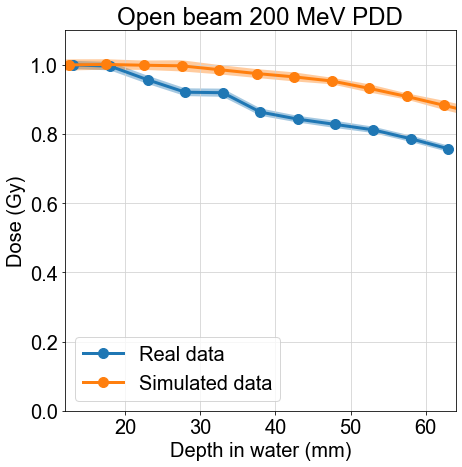 Open beam 200 MeV PDD
1.0
0.8
0.6
0.4
0.2
0.0
Dose (Gy)
Real data
Simulated data
20 30 40 50 60
Depth in water (mm)